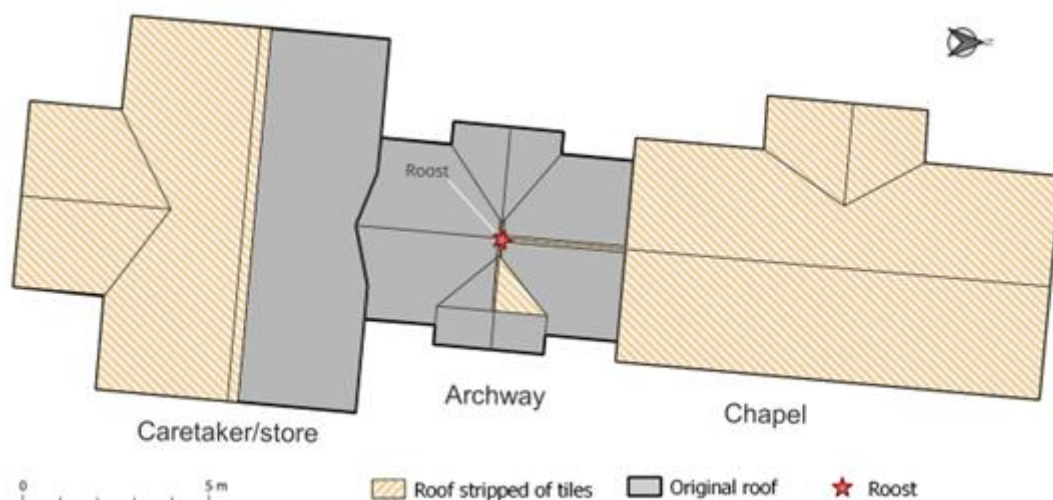 Roost
Archway
Caretaker/store
Chapel
0 5 m
Roof stripped of tiles
Original roof
Roost